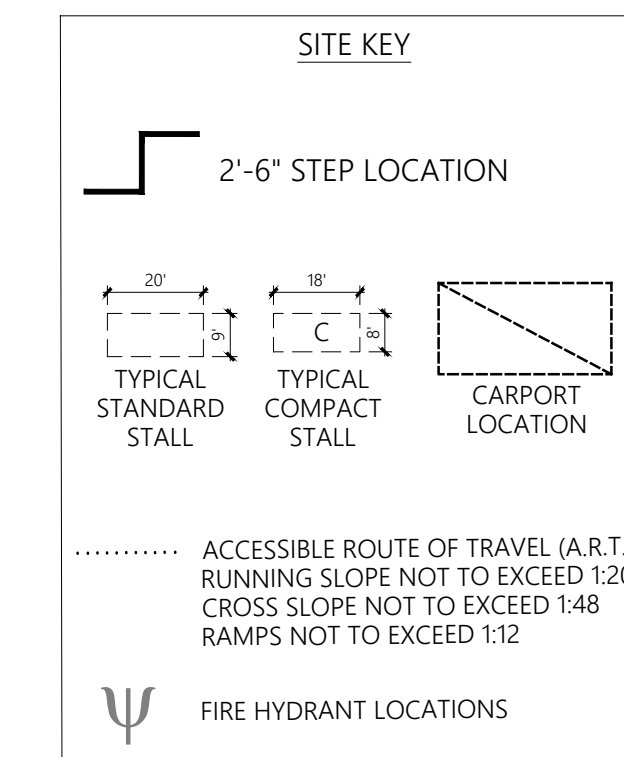 SITE KEY
2'-6" STEP LOCATION
20'
9'
18'
C
8'
TYPICAL
STANDARD
STALL
TYPICAL
COMPACT
STALL
CARPORT
LOCATION
ACCESSIBLE ROUTE OF TRAVEL (A.R.T.
RUNNING SLOPE NOT TO EXCEED 1:20
CROSS SLOPE NOT TO EXCEED 1:48
RAMPS NOT TO EXCEED 1:12
FIRE HYDRANT LOCATIONS